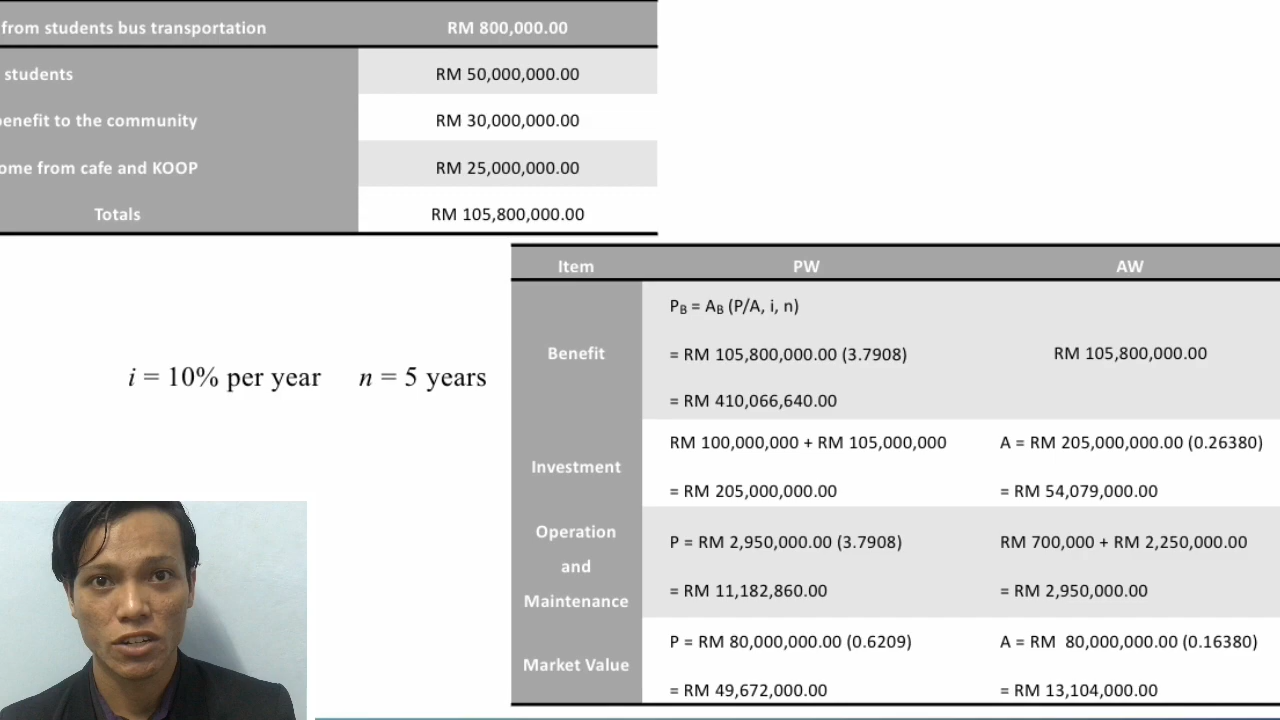 from students bus transportation RM 800,000.00
students RM 50,000,000.00
benefit to the community RM 30,000,000.00
ome from cafe and KOOP RM 25,000,000.00
Totals RM 105,800,000.00
Item PW AW
P_B = A_B (P/A, i, n)
Benefit = RM 105,800,000.00 (3.7908) RM 105,800,000.00
= RM 410,066,640.00
i = 10% per year n = 5 years
Investment
RM 100,000,000 + RM 105,000,000 A = RM 205,000,000.00 (0.26380)
= RM 205,000,000.00 = RM 54,079,000.00
Operation
and
Maintenance
P = RM 2,950,000.00 (3.7908) RM 700,000 + RM 2,250,000.00
= RM 11,182,860.00 = RM 2,950,000.00
Market Value
P = RM 80,000,000.00 (0.6209) A = RM 80,000,000.00 (0.16380)
= RM 49,672,000.00 = RM 13,104,000.00